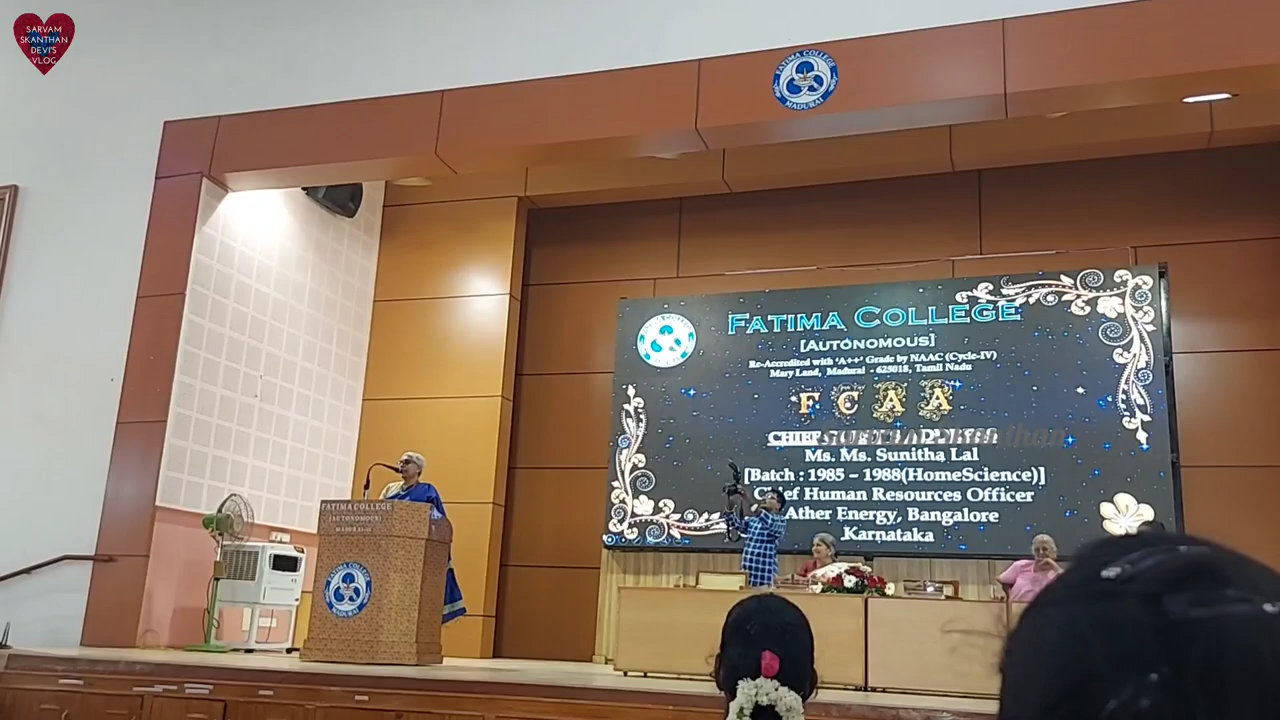 SARVAM
SKANTHAN
DEVI'S
VLOG
FATIMA COLLEGE
MADURAI
FATIMA COLLEGE
[AUTONOMOUS]
Re-Accredited with 'A++' Grade by NAAC (Cycle-IV)
Mary Land, Madurai - 625018, Tamil Nadu
F C A A
CHIEF
Ms. Ms. Sunitha Lal
[Batch : 1985 – 1988(HomeScience)]
Chief Human Resources Officer
Ather Energy, Bangalore
Karnataka
FATIMA COLLEGE
(AUTONOMOUS)
FATIMA COLLEGE
MADURAI